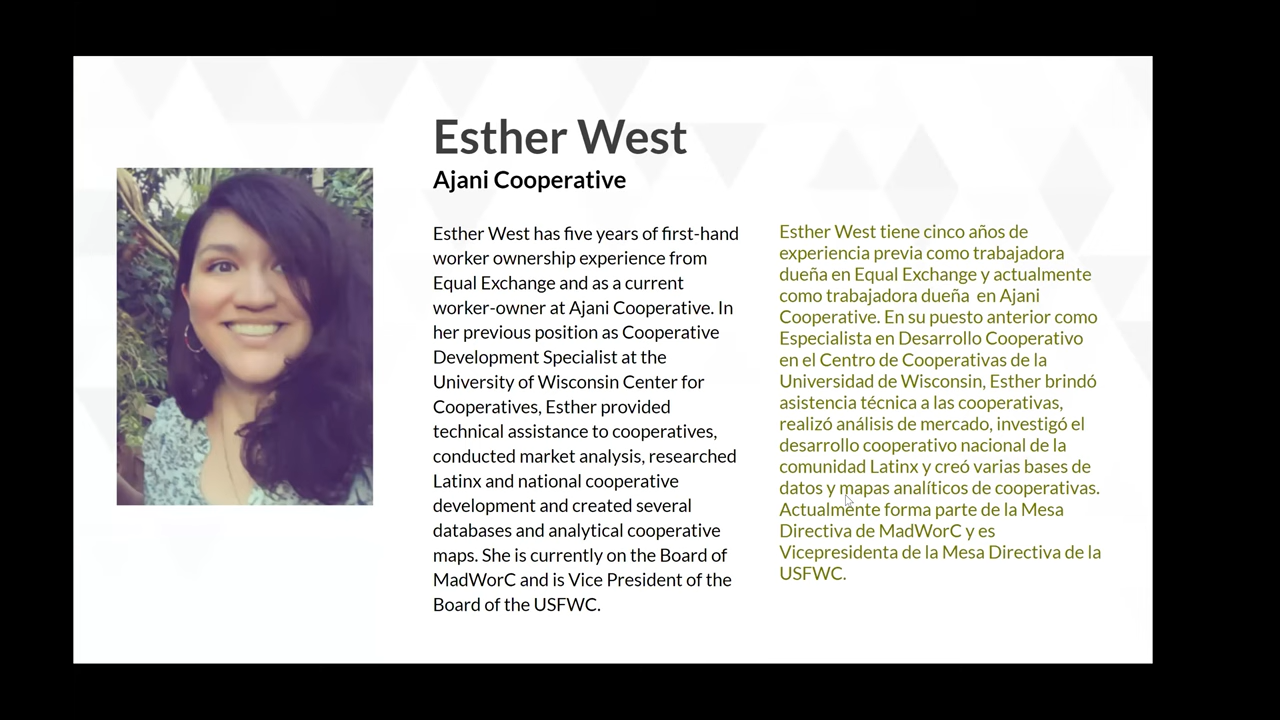 Esther West
Ajani Cooperative
Esther West has five years of first-hand
worker ownership experience from
Equal Exchange and as a current
worker-owner at Ajani Cooperative. In
her previous position as Cooperative
Development Specialist at the
University of Wisconsin Center for
Cooperatives, Esther provided
technical assistance to cooperatives,
conducted market analysis, researched
Latinx and national cooperative
development and created several
databases and analytical cooperative
maps. She is currently on the Board of
MadWorC and is Vice President of the
Board of the USFWC.
Esther West tiene cinco años de
experiencia previa como trabajadora
dueña en Equal Exchange y actualmente
como trabajadora dueña en Ajani
Cooperative. En su puesto anterior como
Especialista en Desarrollo Cooperativo
en el Centro de Cooperativas de la
Universidad de Wisconsin, Esther brindó
asistencia técnica a las cooperativas,
realizó análisis de mercado, investigó el
desarrollo cooperativo nacional de la
comunidad Latinx y creó varias bases de
datos y mapas analíticos de cooperativas.
Actualmente forma parte de la Mesa
Directiva de MadWorC y es
Vicepresidenta de la Mesa Directiva de la
USFWC.